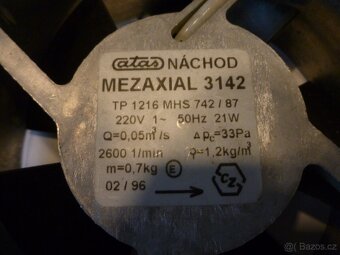 atas NÁCHOD
MEZAXIAL 3142
TP 1216 MHS 742 / 87
220V 1~ 50Hz 21W
Q=0,05m³/s Δpc=33Pa
2600 1/min ρ=1,2kg/m³
m=0,7kg E
02 / 96 → CZ
Bazoš.cz